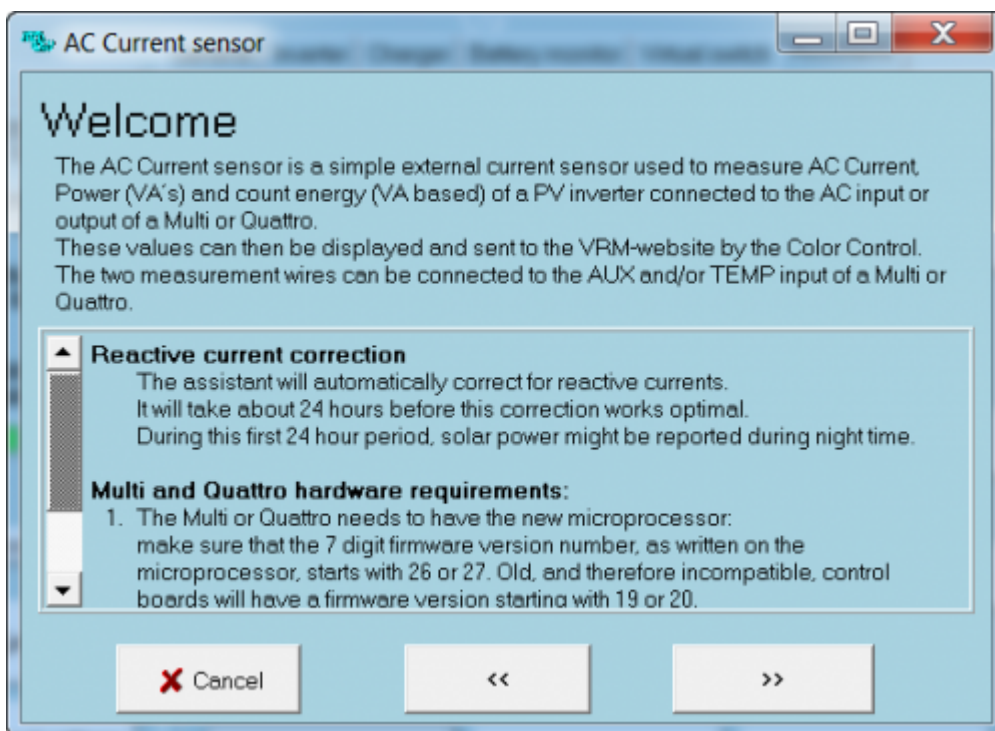 AC Current sensor
Welcome
The AC Current sensor is a simple external current sensor used to measure AC Current,
Power (VA's) and count energy (VA based) of a PV inverter connected to the AC input or
output of a Multi or Quattro.
These values can then be displayed and sent to the VRM-website by the Color Control.
The two measurement wires can be connected to the AUX and/or TEMP input of a Multi or
Quattro.
Reactive current correction
The assistant will automatically correct for reactive currents.
It will take about 24 hours before this correction works optimal.
During this first 24 hour period, solar power might be reported during night time.
Multi and Quattro hardware requirements:
1. The Multi or Quattro needs to have the new microprocessor:
make sure that the 7 digit firmware version number, as written on the
microprocessor, starts with 26 or 27. Old, and therefore incompatible, control
boards will have a firmware version starting with 19 or 20.
Cancel
<<
>>